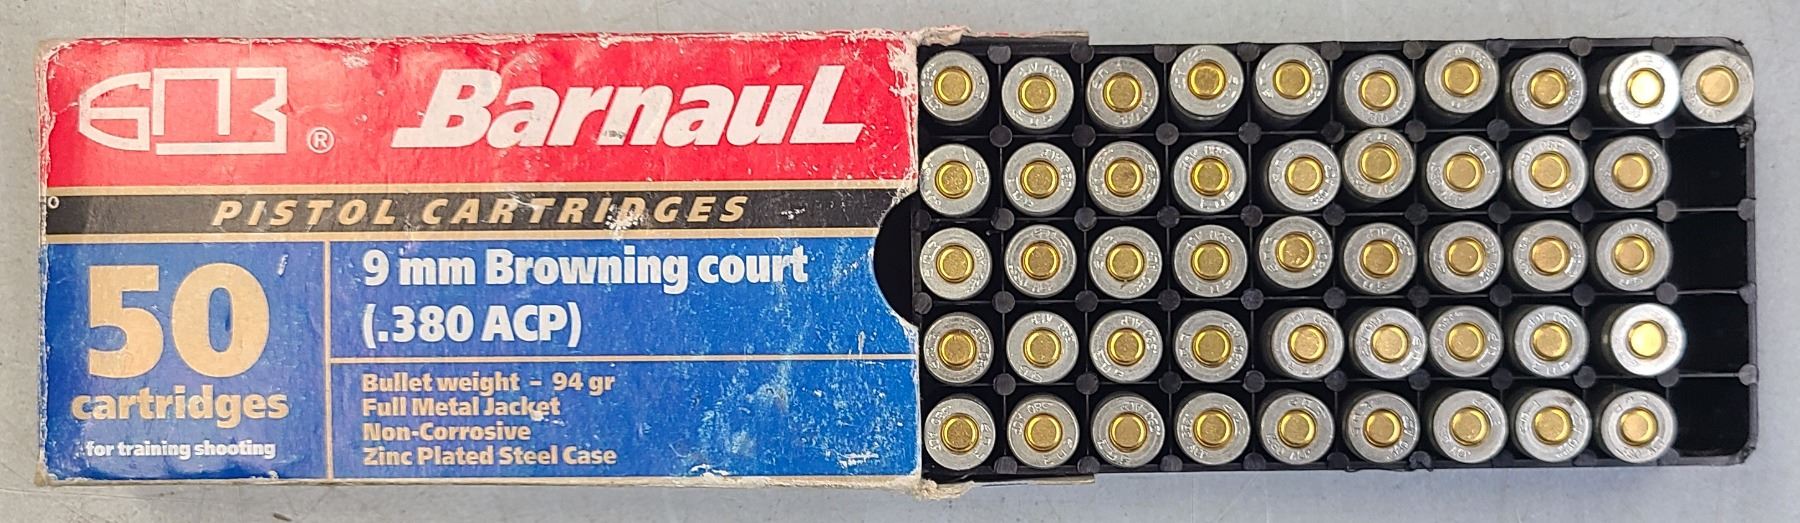 БПЗ ® BarnauL
PISTOL CARTRIDGES
50
cartridges
for training shooting
9 mm Browning court
(.380 ACP)
Bullet weight - 94 gr
Full Metal Jacket
Non-Corrosive
Zinc Plated Steel Case